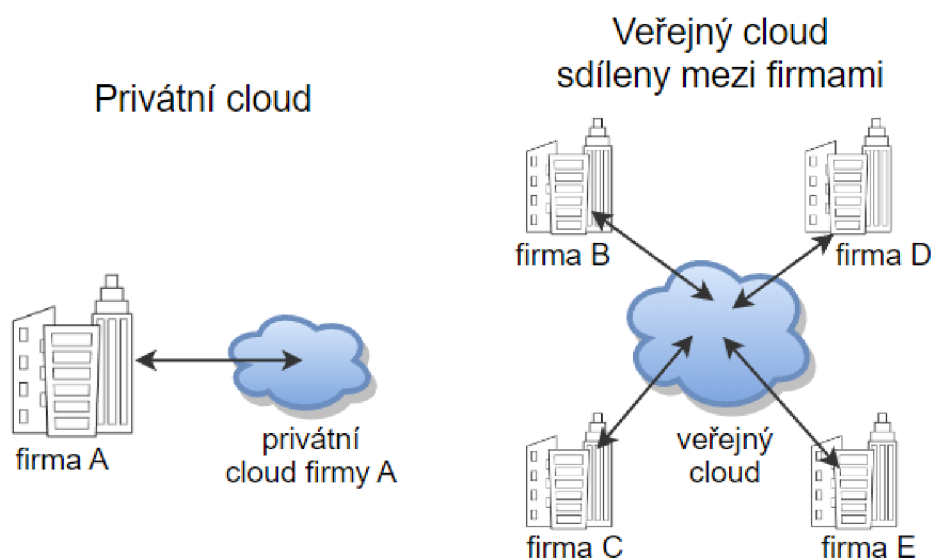 Privátní cloud
firma A
privátní
cloud firmy A
Veřejný cloud
sdíleny mezi firmami
firma B
firma D
veřejný
cloud
firma C
firma E